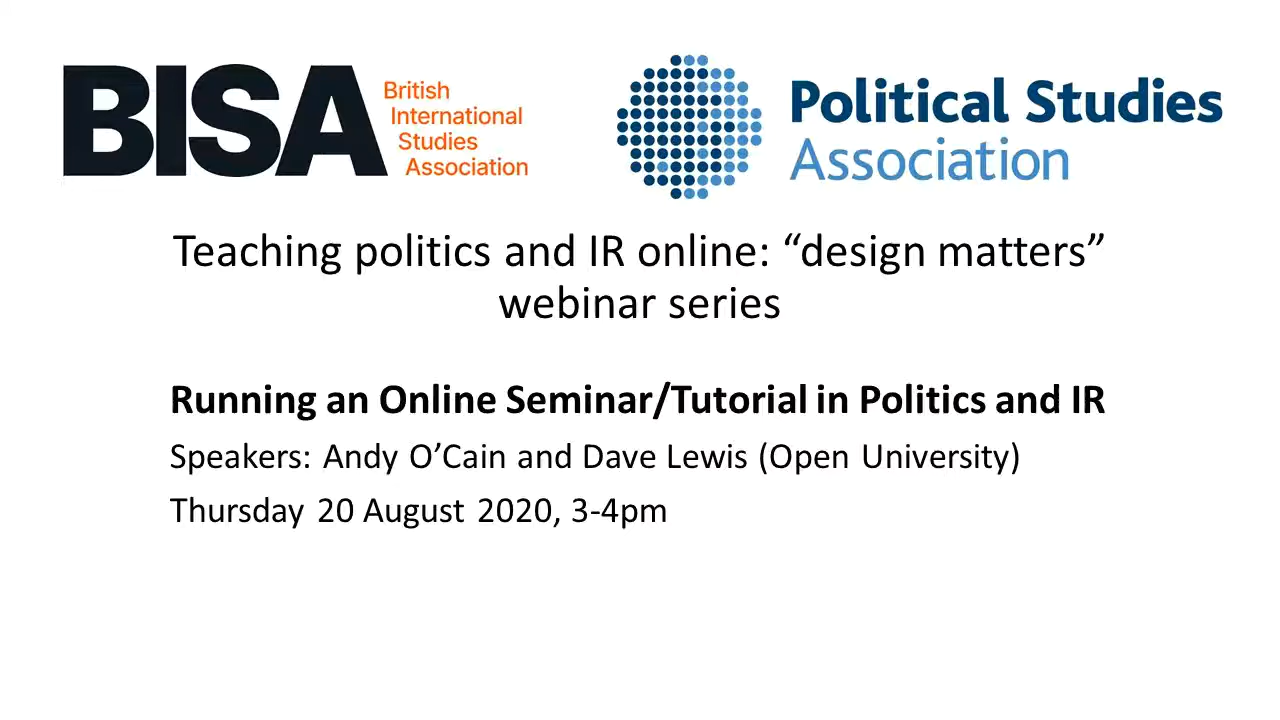 BISA
British
International
Studies
Association
Political Studies
Association
Teaching politics and IR online: “design matters”
webinar series
Running an Online Seminar/Tutorial in Politics and IR
Speakers: Andy O’Cain and Dave Lewis (Open University)
Thursday 20 August 2020, 3-4pm